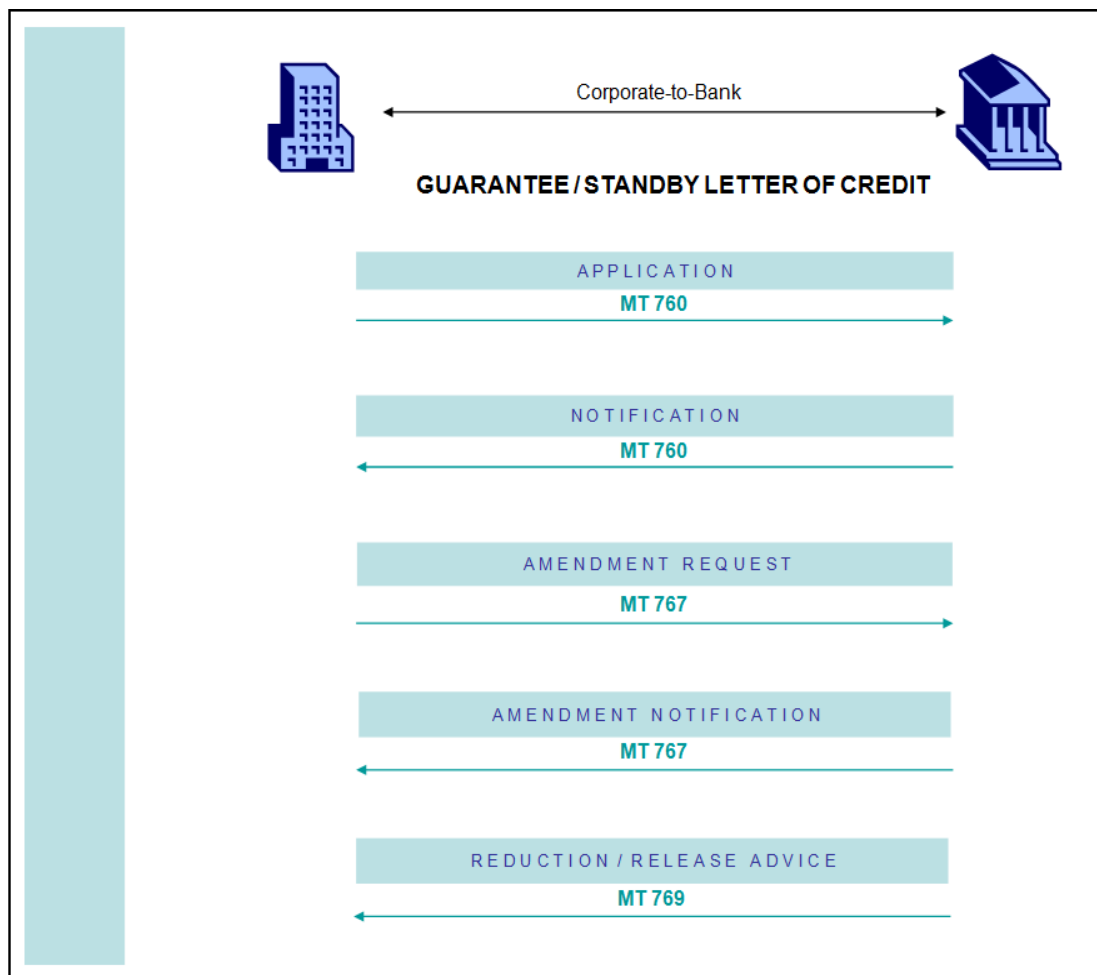 Corporate-to-Bank
GUARANTEE / STANDBY LETTER OF CREDIT
APPLICATION
MT 760
NOTIFICATION
MT 760
AMENDMENT REQUEST
MT 767
AMENDMENT NOTIFICATION
MT 767
REDUCTION / RELEASE ADVICE
MT 769